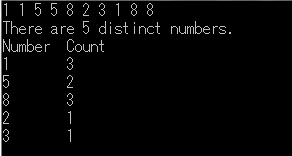 1 1 5 5 8 2 3 1 8 8
There are 5 distinct numbers.
Number  Count
1       3
5       2
8       3
2       1
3       1